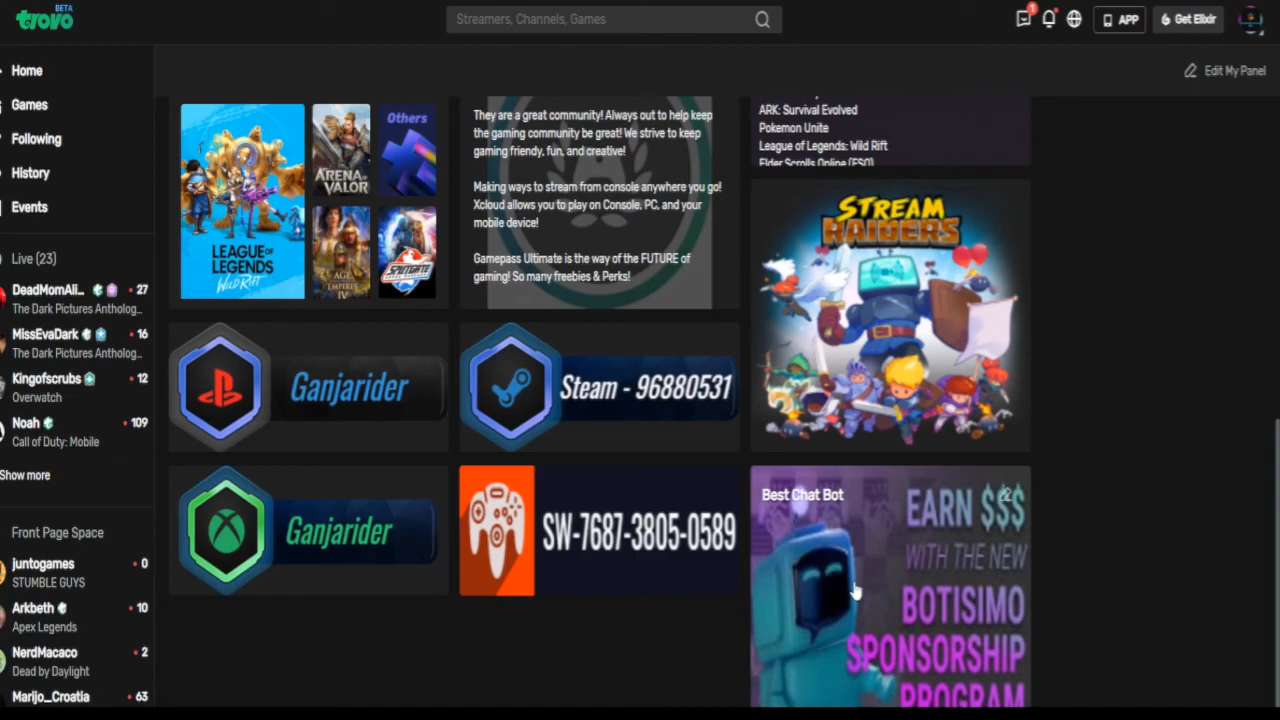 trovo
BETA
Streamers, Channels, Games
1
APP
Get Elixir
Edit My Panel
Home
Games
Following
History
Events
Live (23)
DeadMomAli...
27
The Dark Pictures Antholog...
MissEvaDark
16
The Dark Pictures Antholog...
Kingofscrubs
12
Overwatch
Noah
109
Call of Duty: Mobile
Show more
Front Page Space
juntogames
0
STUMBLE GUYS
Arkbeth
10
Apex Legends
NerdMacaco
2
Dead by Daylight
Marijo_Croatia
63
LEAGUE OF
LEGENDS
WILD RIFT
ARENA OF
VALOR
Others
AGE OF
EMPIRES
IV
SPLITGATE
They are a great community! Always out to help keep
the gaming community be great! We strive to keep
gaming friendy, fun, and creative!
Making ways to stream from console anywhere you go!
Xcloud allows you to play on Console, PC, and your
mobile device!
Gamepass Ultimate is the way of the FUTURE of
gaming! So many freebies & Perks!
ARK: Survival Evolved
Pokemon Unite
League of Legends: Wild Rift
Elder Scrolls Online (ESO)
STREAM
RAIDERS
Ganjarider
Steam - 96880531
Ganjarider
SW-7687-3805-0589
Best Chat Bot
EARN $$$
WITH THE NEW
BOTISIMO
SPONSORSHIP
PROGRAM